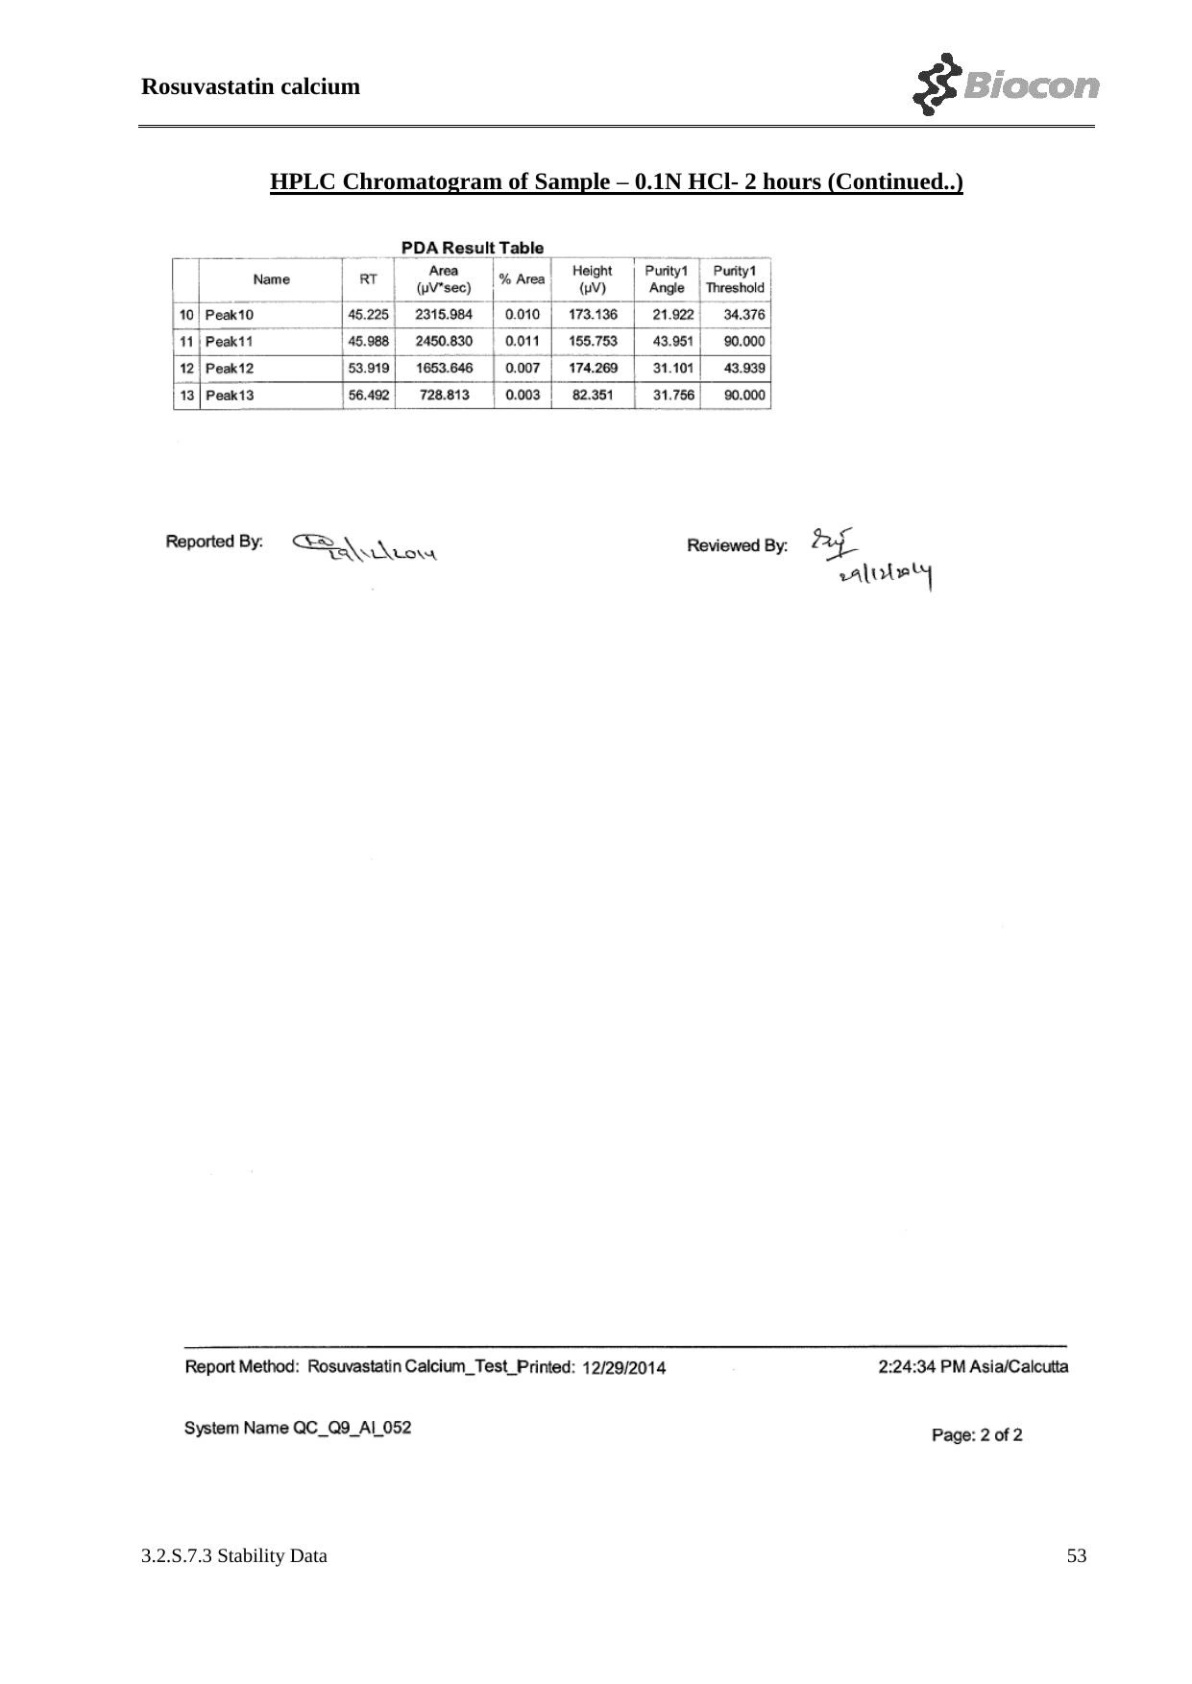 Rosuvastatin calcium
Biocon
HPLC Chromatogram of Sample – 0.1N HCl- 2 hours (Continued..)
PDA Result Table
Name RT Area (µV*sec) % Area Height (µV) Purity1 Angle Purity1 Threshold
10 Peak10 45.225 2315.984 0.010 173.136 21.922 34.376
11 Peak11 45.988 2450.830 0.011 155.753 43.951 90.000
12 Peak12 53.919 1653.646 0.007 174.269 31.101 43.939
13 Peak13 56.492 728.813 0.003 82.351 31.756 90.000
Reported By: 29/12/2014
Reviewed By:
29/12/2014
Report Method: Rosuvastatin Calcium_Test_Printed: 12/29/2014 2:24:34 PM Asia/Calcutta
System Name QC_Q9_AI_052
Page: 2 of 2
3.2.S.7.3 Stability Data 53